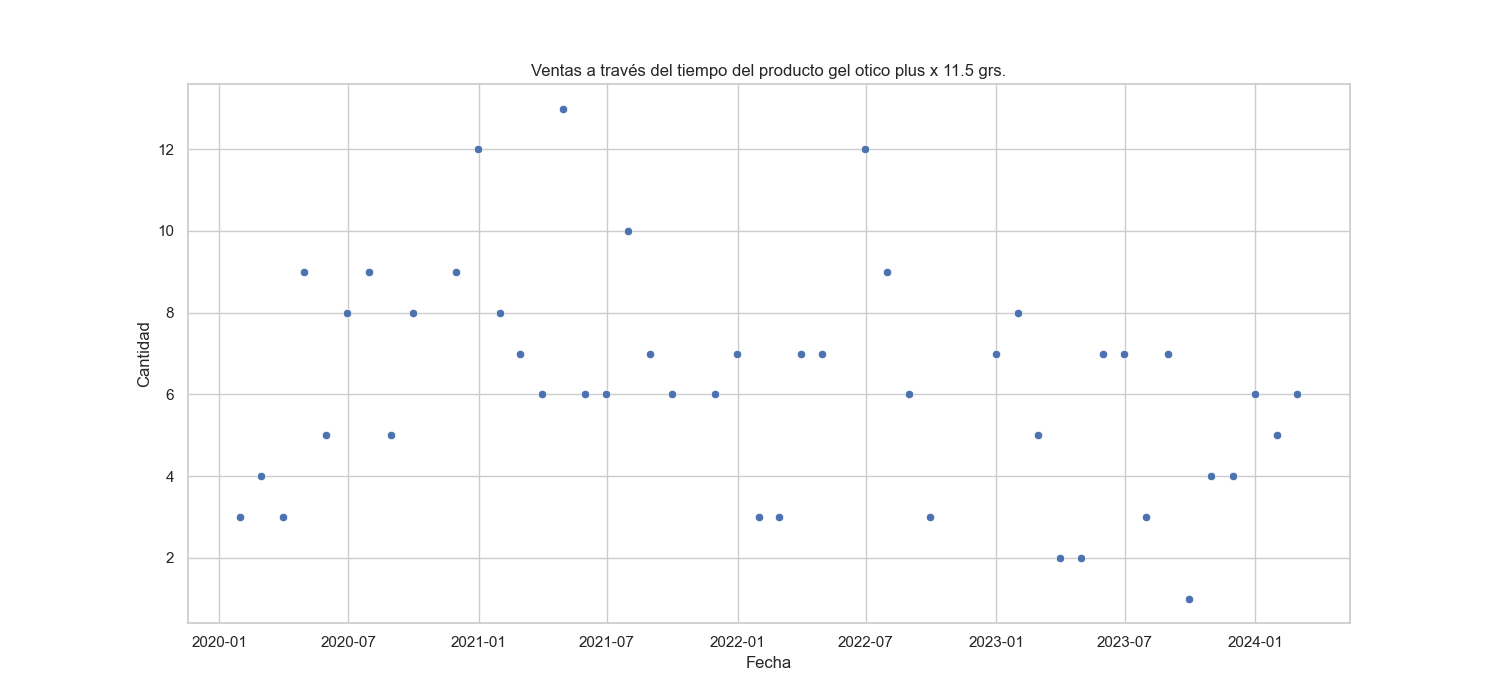 Ventas a través del tiempo del producto gel otico plus x 11.5 grs.
Cantidad
12
10
8
6
4
2
2020-01 2020-07 2021-01 2021-07 2022-01 2022-07 2023-01 2023-07 2024-01
Fecha